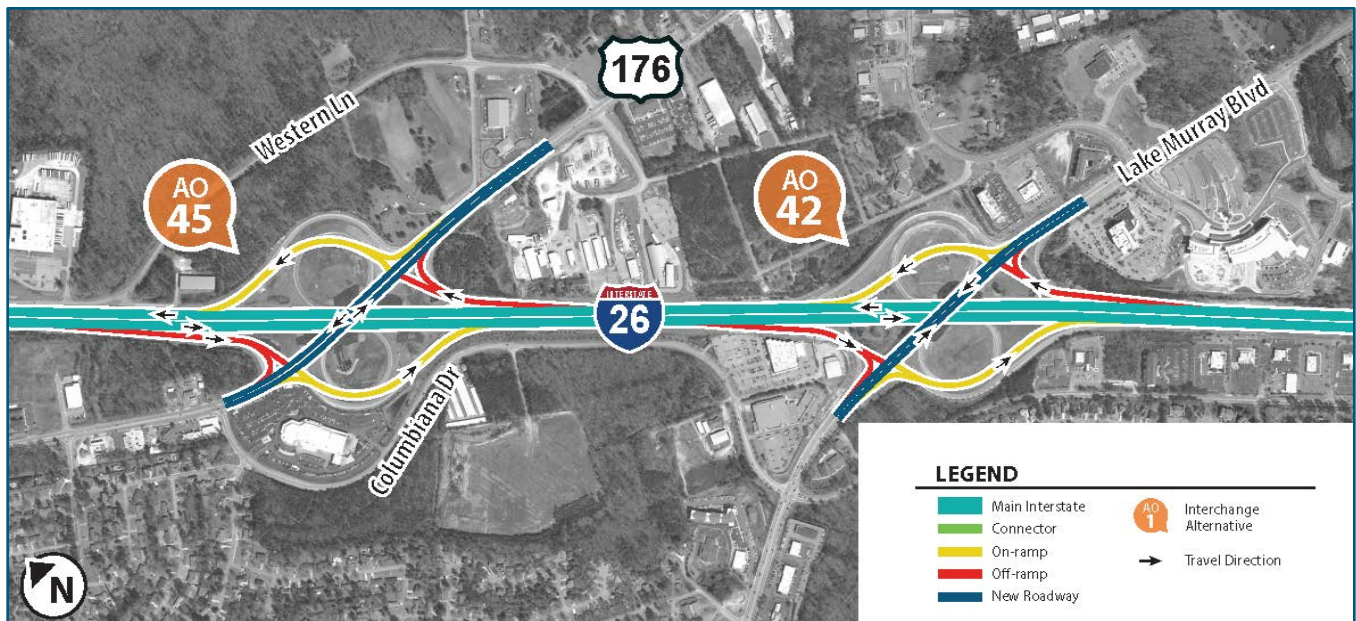 176
Western Ln
Lake Murray Blvd
AO
45
AO
42
INTERSTATE
26
Columbiana Dr
LEGEND
Main Interstate
Connector
On-ramp
Off-ramp
New Roadway
AO
1
Interchange
Alternative
Travel Direction
N